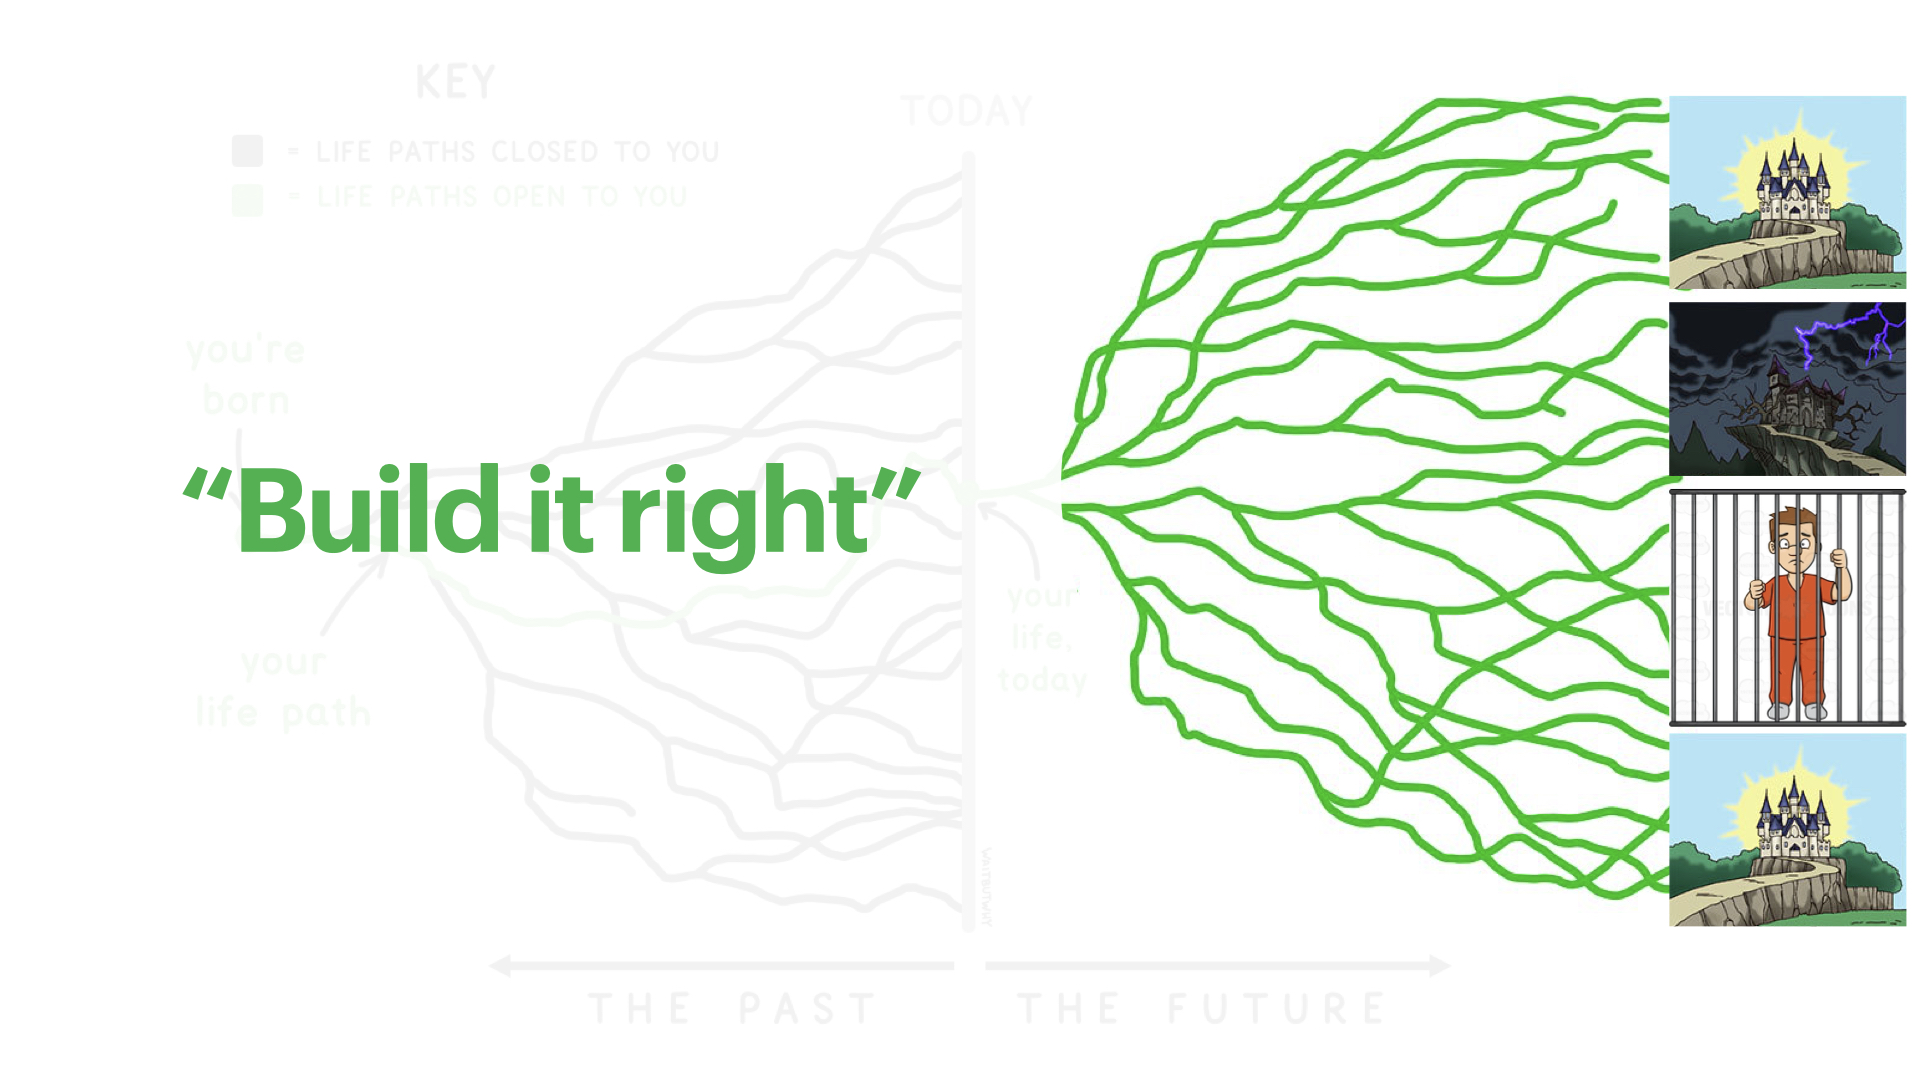 KEY
TODAY
= LIFE PATHS CLOSED TO YOU
= LIFE PATHS OPEN TO YOU
you're
born
“Build it right”
your
life path
your
life,
today
WAITBUTWHY
THE PAST
THE FUTURE